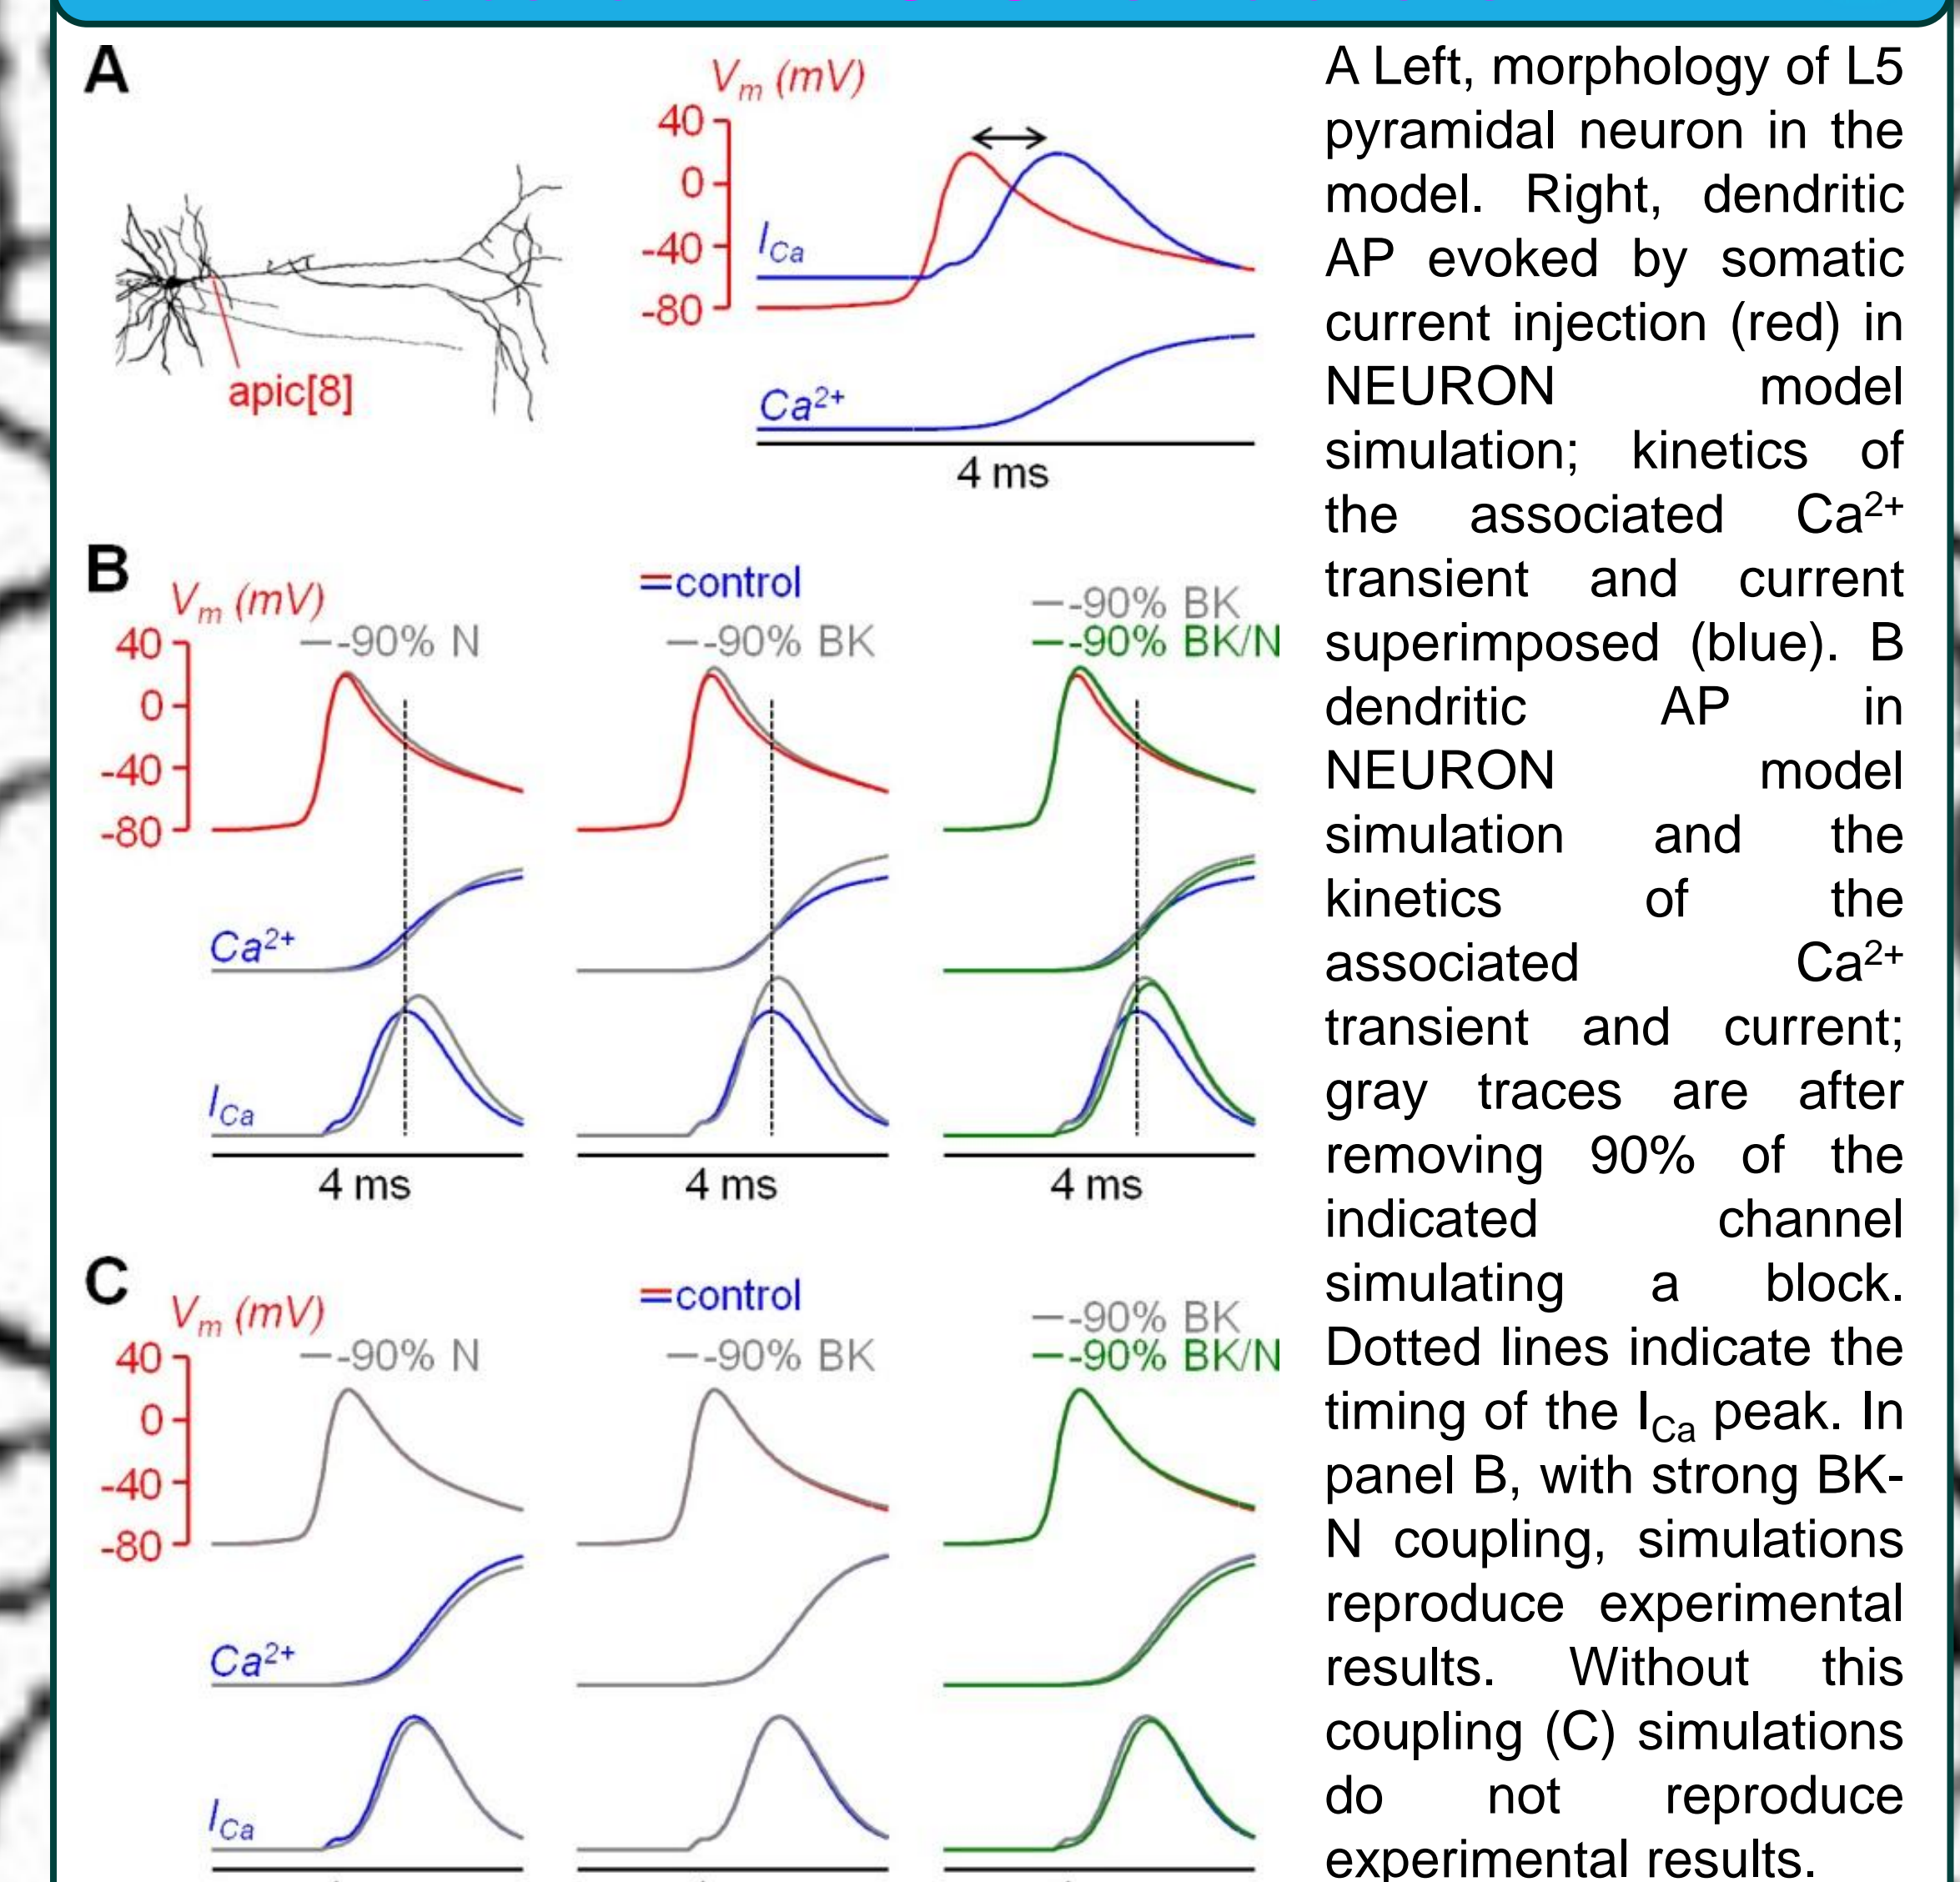 A
Vm (mV)
40
0
-40
-80
ICa
Ca2+
4 ms
apic[8]
B
Vm (mV)
=control
—-90% N
—-90% BK
—-90% BK
—-90% BK/N
40
0
-40
-80
Ca2+
ICa
4 ms
4 ms
4 ms
C
Vm (mV)
=control
—-90% N
—-90% BK
—-90% BK
—-90% BK/N
40
0
-40
-80
Ca2+
ICa
A Left, morphology of L5
pyramidal neuron in the
model. Right, dendritic
AP evoked by somatic
current injection (red) in
NEURON model
simulation; kinetics of
the associated Ca2+
transient and current
superimposed (blue). B
dendritic AP in
NEURON model
simulation and the
kinetics of the
associated Ca2+
transient and current;
gray traces are after
removing 90% of the
indicated channel
simulating a block.
Dotted lines indicate the
timing of the ICa peak. In
panel B, with strong BK-
N coupling, simulations
reproduce experimental
results. Without this
coupling (C) simulations
do not reproduce
experimental results.